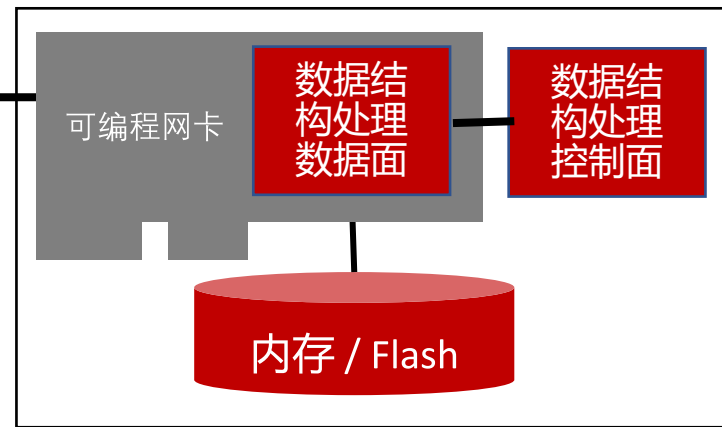 可编程网卡
数据结
构处理
数据面
数据结
构处理
控制面
内存 / Flash